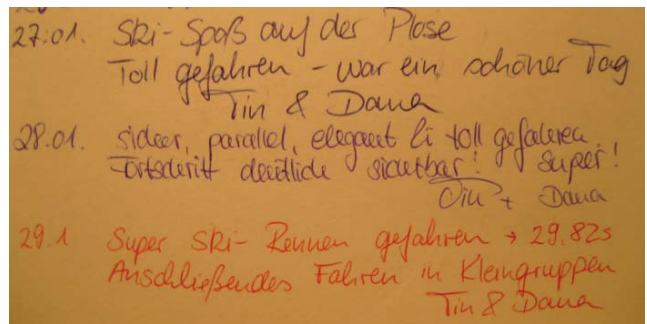 27.01. Ski-Spaß auf der Plose
Toll gefahren - war ein schöner Tag
Tin & Dana
28.01. sicher, parallel, elegant & toll gefahren.
Fortschritt deutlich sichtbar! Super!
Tin + Dana
29.1 Super Ski-Rennen gefahren → 29.82s
Anschließendes Fahren in Kleingruppen
Tin & Dana